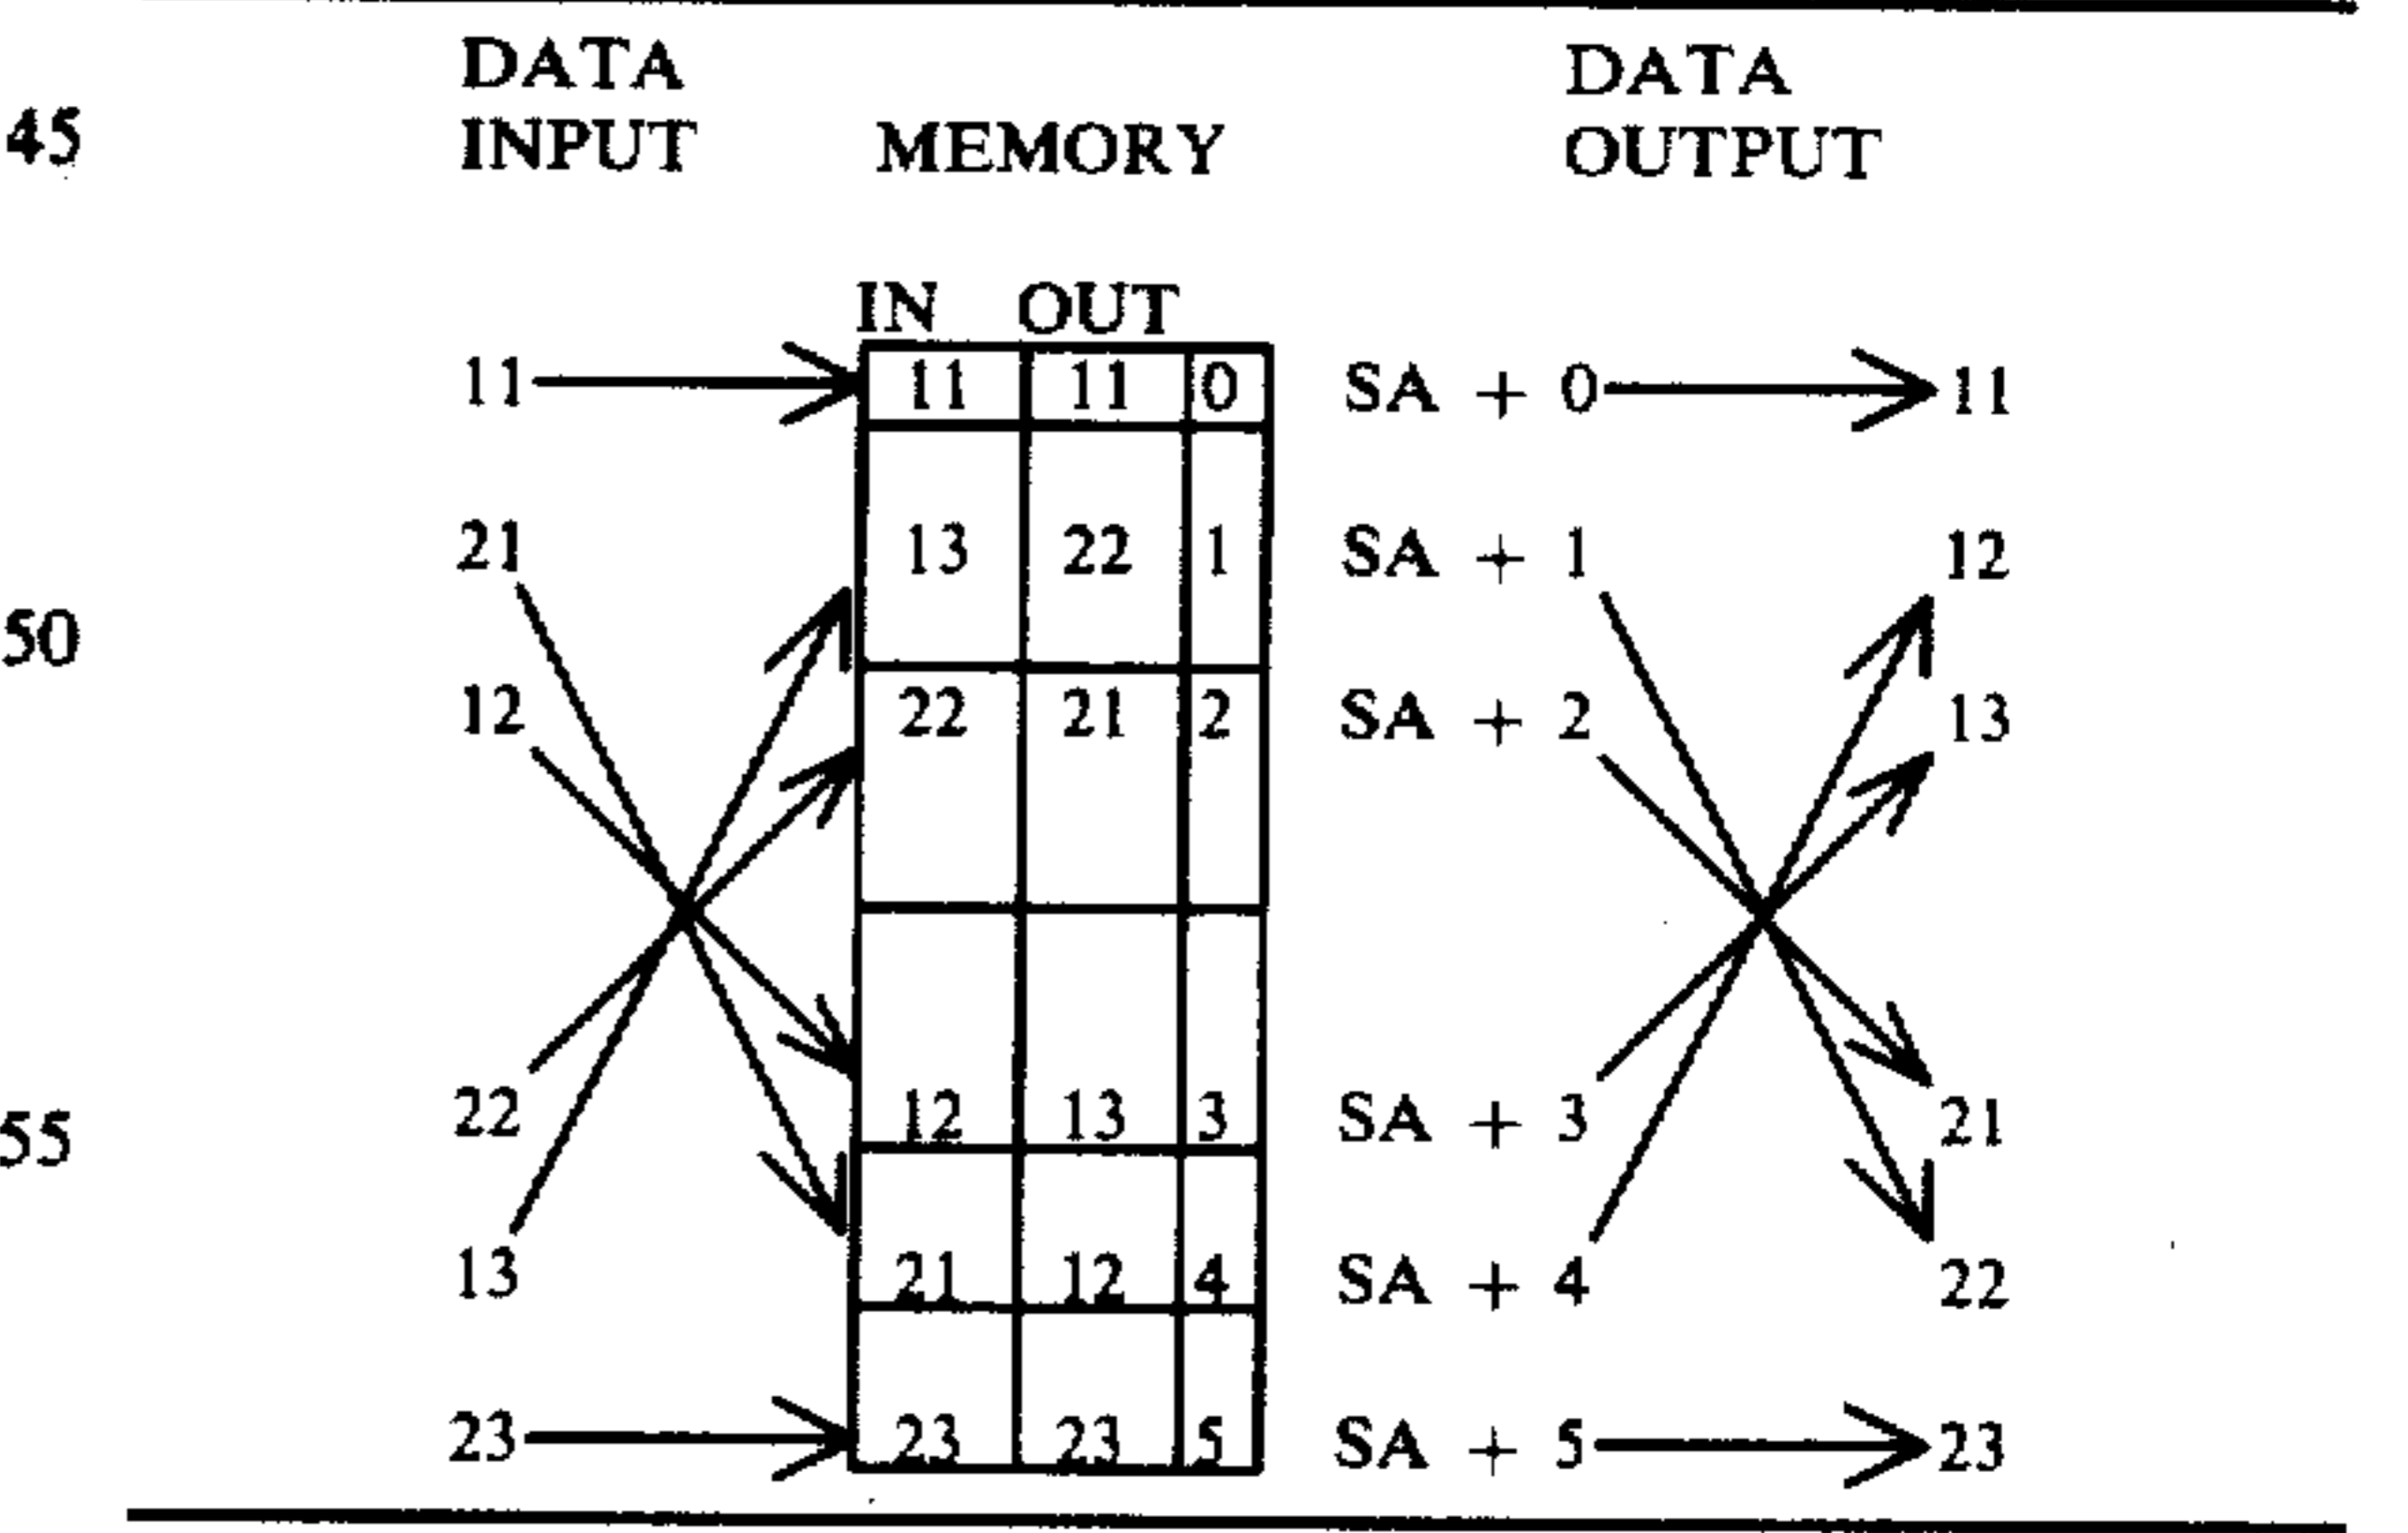 DATA DATA
45 INPUT MEMORY OUTPUT
IN OUT
11 11 11 0 SA + 0 11
21 13 22 1 SA + 1 12
50
12 22 21 2 SA + 2 13
55 22 12 13 3 SA + 3 21
13 21 12 4 SA + 4 22
23 23 23 5 SA + 5 23